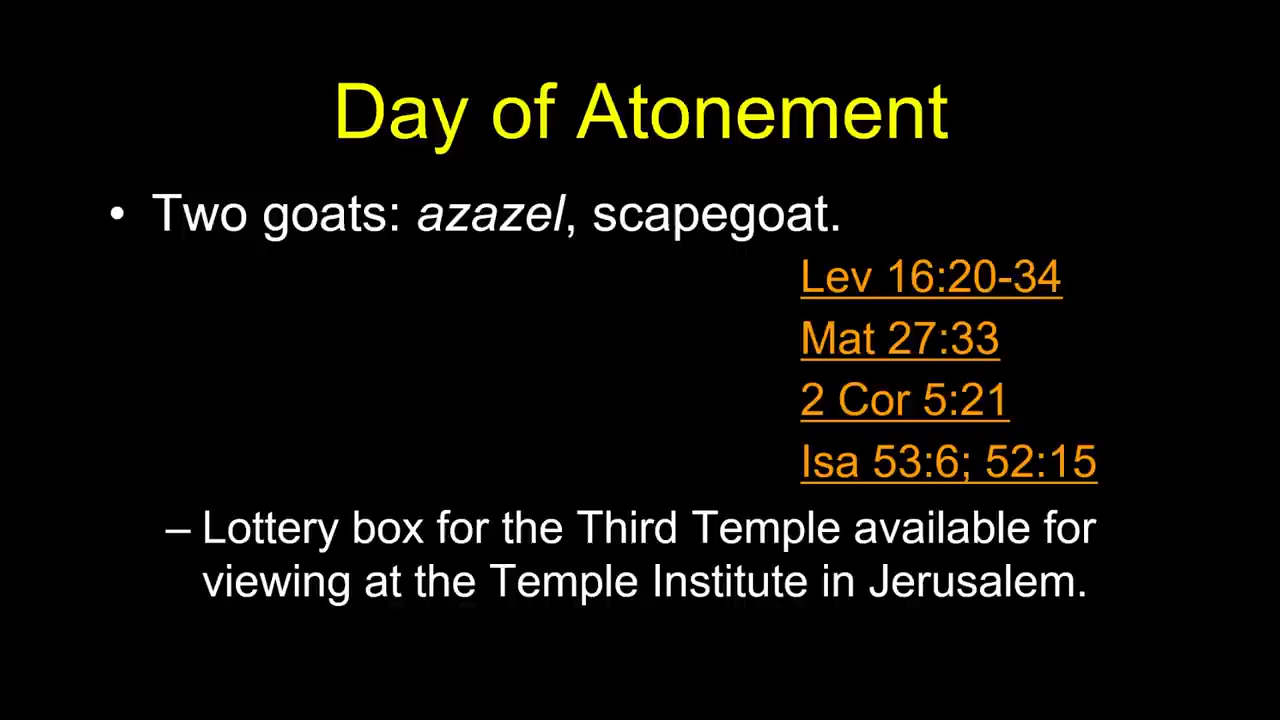 Day of Atonement
• Two goats: azazel, scapegoat.
Lev 16:20-34
Mat 27:33
2 Cor 5:21
Isa 53:6; 52:15
– Lottery box for the Third Temple available for
viewing at the Temple Institute in Jerusalem.